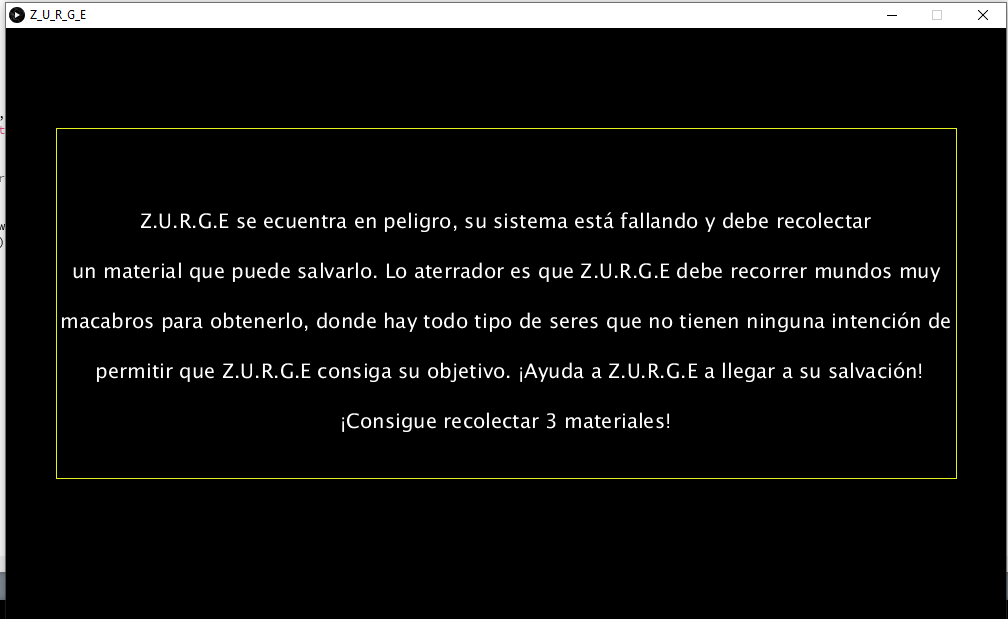 Z_U_R_G_E
Z.U.R.G.E se ecuentra en peligro, su sistema está fallando y debe recolectar
un material que puede salvarlo. Lo aterrador es que Z.U.R.G.E debe recorrer mundos muy
macabros para obtenerlo, donde hay todo tipo de seres que no tienen ninguna intención de
permitir que Z.U.R.G.E consiga su objetivo. ¡Ayuda a Z.U.R.G.E a llegar a su salvación!
¡Consigue recolectar 3 materiales!